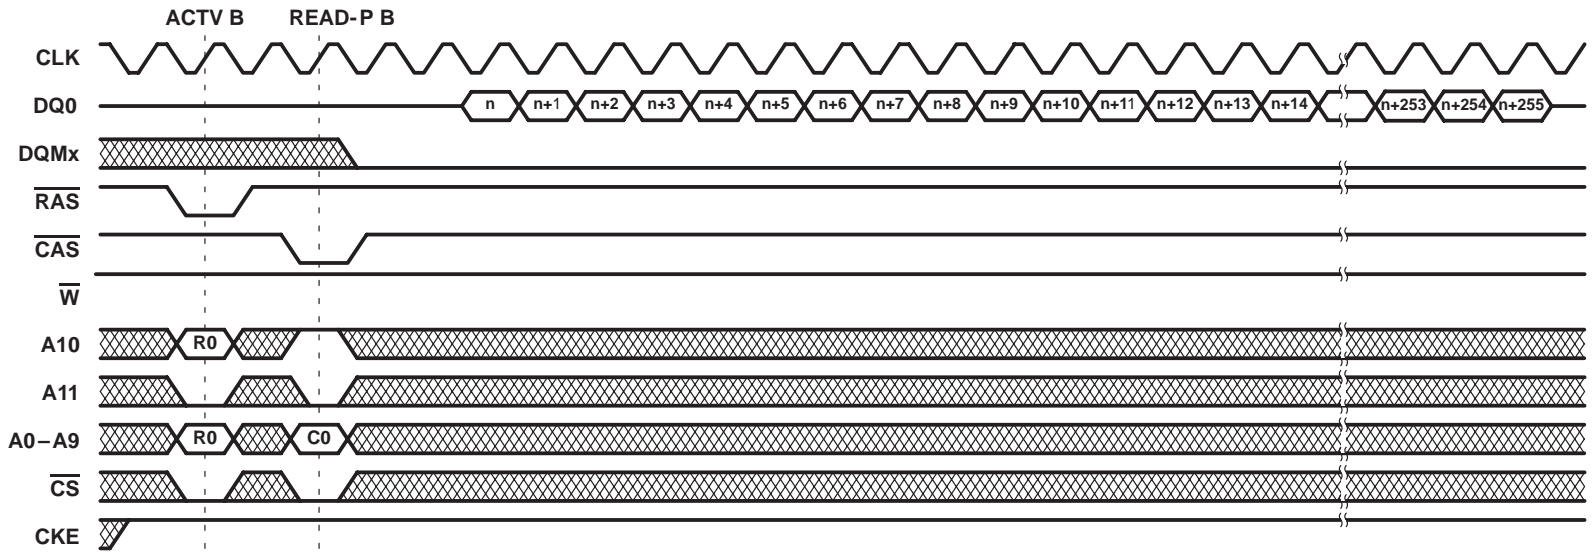 ACTV B READ-P B
CLK
DQ0 n n+1 n+2 n+3 n+4 n+5 n+6 n+7 n+8 n+9 n+10 n+11 n+12 n+13 n+14 n+253 n+254 n+255
DQMx
RAS
CAS
W
A10 R0
A11
A0–A9 R0 C0
CS
CKE